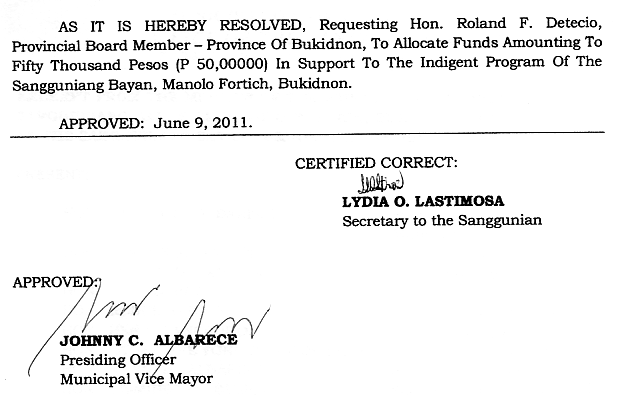 AS IT IS HEREBY RESOLVED, Requesting Hon. Roland F. Detecio,
Provincial Board Member – Province Of Bukidnon, To Allocate Funds Amounting To
Fifty Thousand Pesos (P 50,00000) In Support To The Indigent Program Of The
Sangguniang Bayan, Manolo Fortich, Bukidnon.
APPROVED: June 9, 2011.
CERTIFIED CORRECT:
LYDIA O. LASTIMOSA
Secretary to the Sanggunian
APPROVED:
JOHNNY C. ALBARECE
Presiding Officer
Municipal Vice Mayor